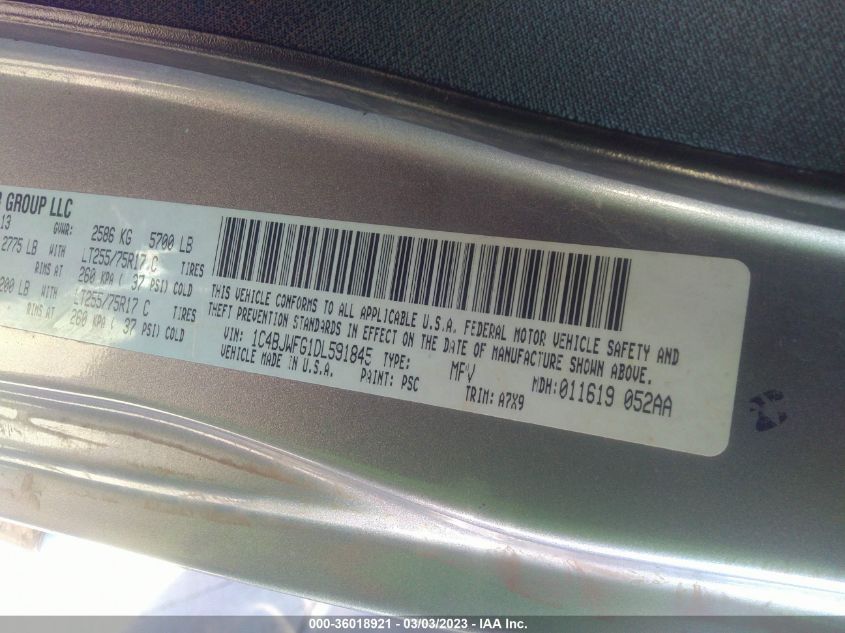 GROUP LLC
13 GVWR: 2586 KG 5700 LB
2775 LB WITH LT255/75R17 C TIRES
RIMS AT 260 KPA ( 37 PSI) COLD
200 LB WITH LT255/75R17 C TIRES
RIMS AT 260 KPA ( 37 PSI) COLD
THIS VEHICLE CONFORMS TO ALL APPLICABLE U.S.A. FEDERAL MOTOR VEHICLE SAFETY AND
THEFT PREVENTION STANDARDS IN EFFECT ON THE DATE OF MANUFACTURE SHOWN ABOVE.
VIN: 1C4BJWFG1DL591845 TYPE: MFV MDH: 011619 052AA
VEHICLE MADE IN U.S.A. PAINT: PSC TRIM: A7X9
000-36018921 - 03/03/2023 - IAA Inc.